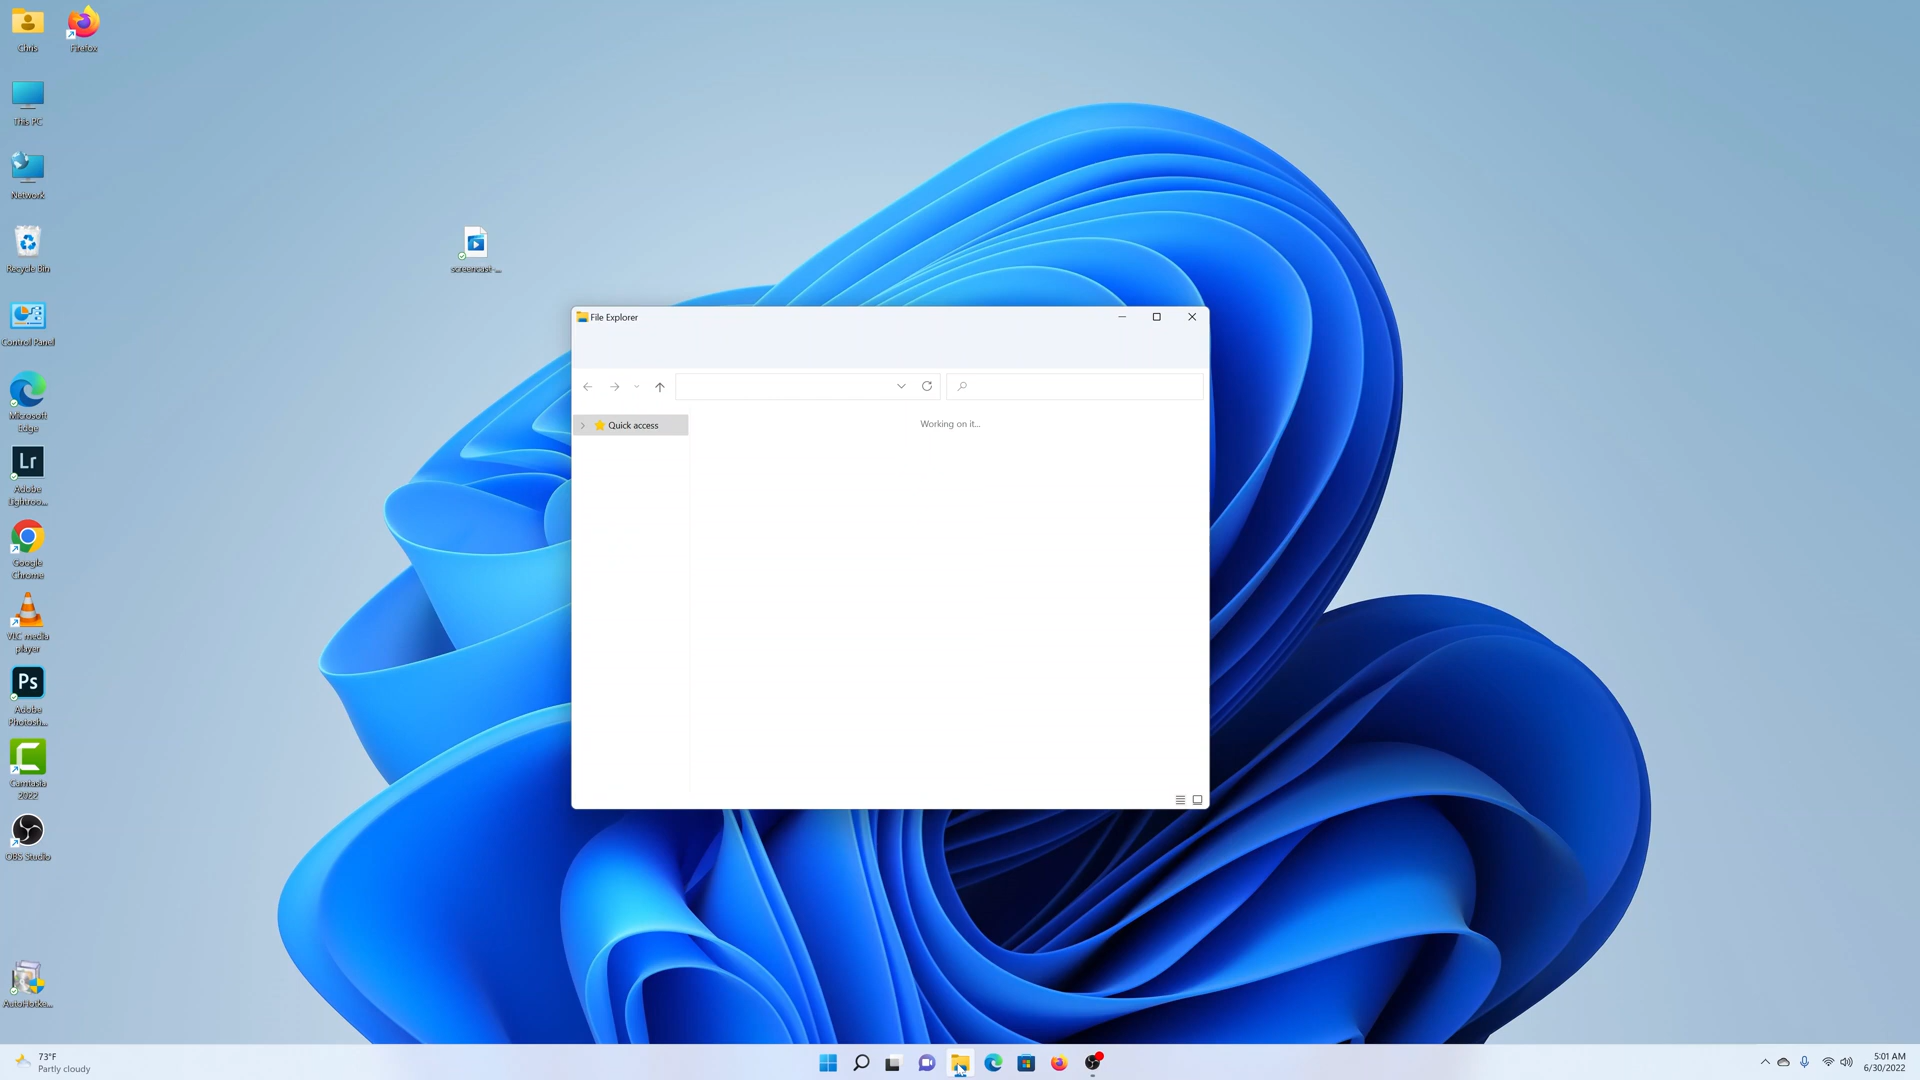 Chris
Firefox
This PC
Network
Recycle Bin
Control Panel
Microsoft
Edge
Lr
Adobe
Lightroo...
Google
Chrome
VLC media
player
Ps
Adobe
Photosh...
Camtasia
2022
OBS Studio
AutoHotke...
screencast -...
File Explorer
Quick access
Working on it...
73°F
Partly cloudy
5:01 AM
6/30/2022